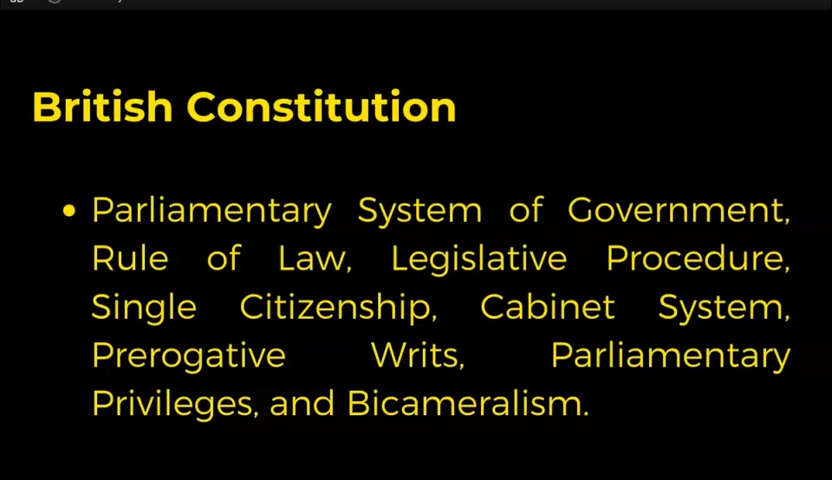 British Constitution
• Parliamentary System of Government,
Rule of Law, Legislative Procedure,
Single Citizenship, Cabinet System,
Prerogative Writs, Parliamentary
Privileges, and Bicameralism.